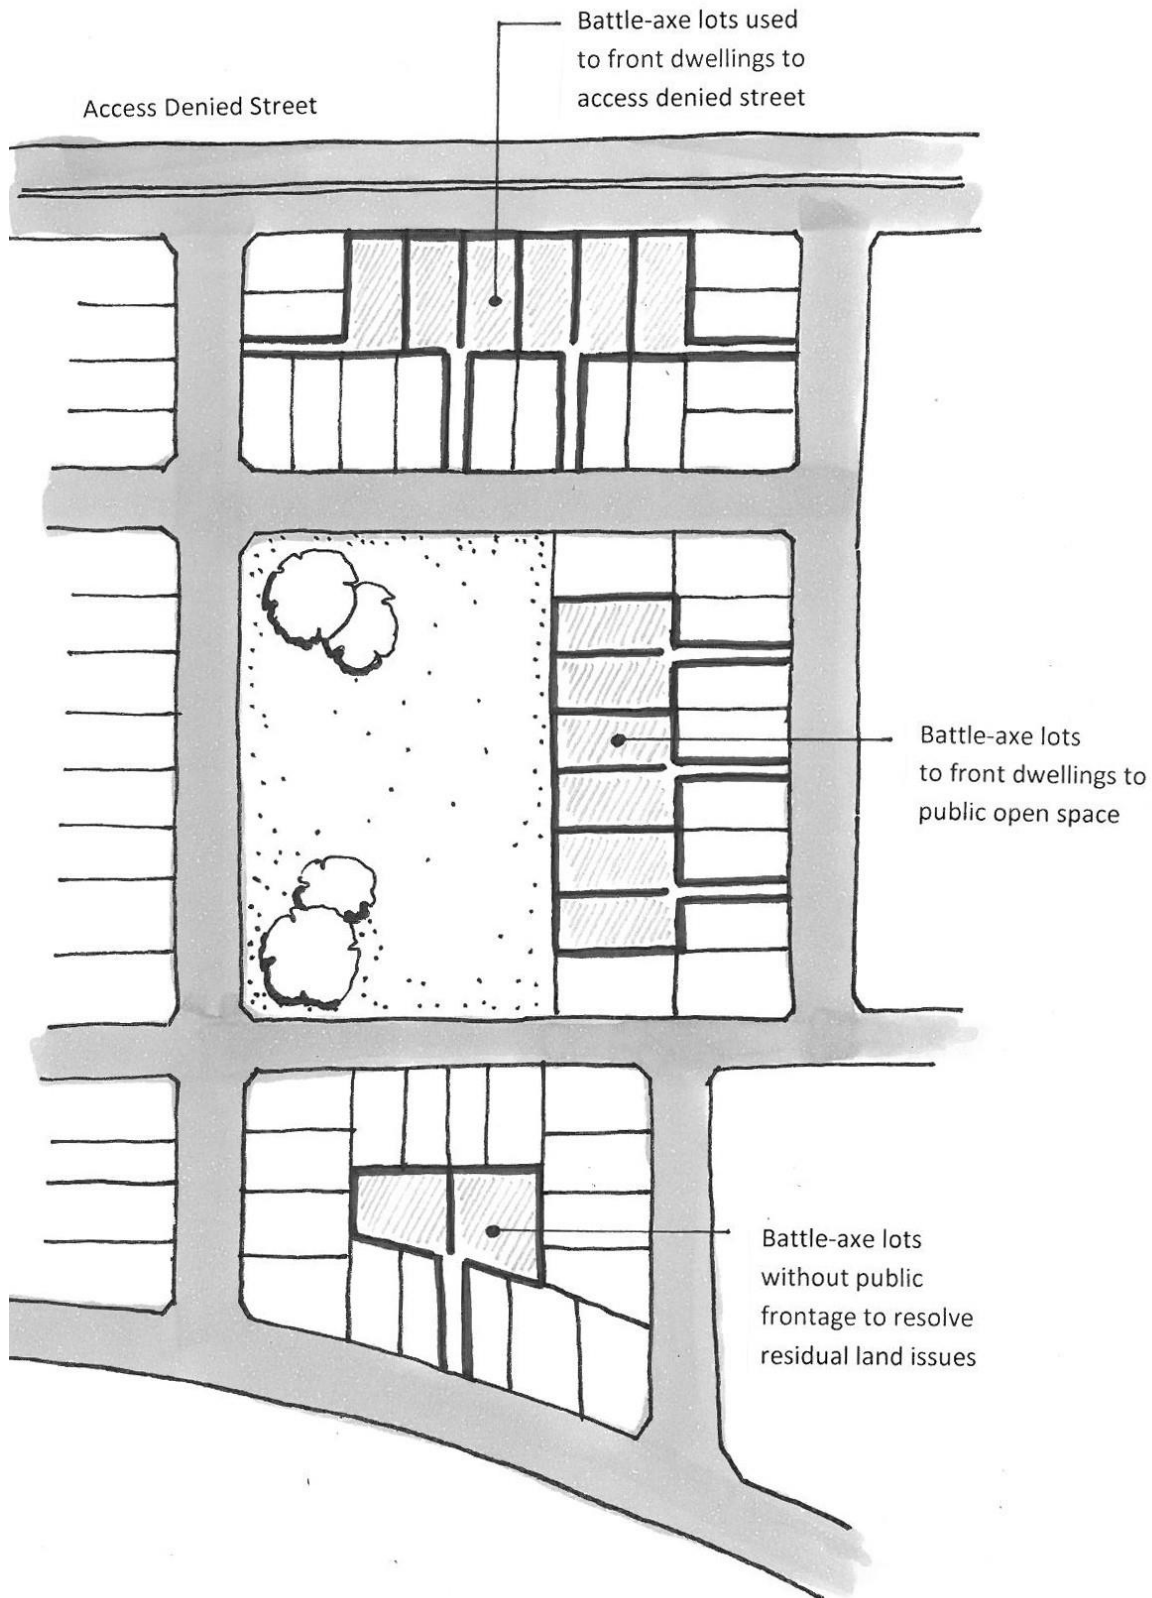 Battle-axe lots used
to front dwellings to
access denied street
Access Denied Street
Battle-axe lots
to front dwellings to
public open space
Battle-axe lots
without public
frontage to resolve
residual land issues